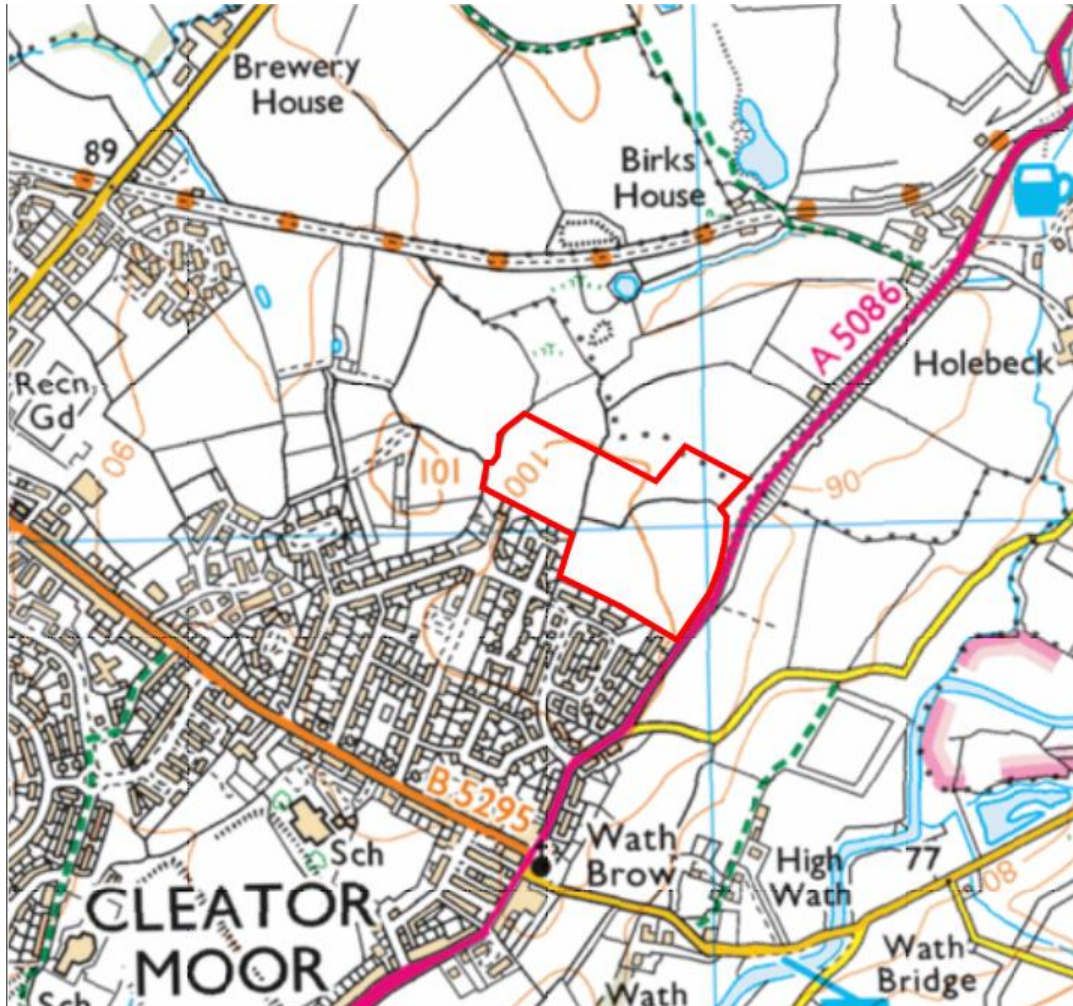 Brewery
House
89
Birks
House
A 5086
Holebeck
Recn
Gd
90
101
100
90
B 5295
Sch
Wath
Brow
High
Wath
77
80
CLEATOR
MOOR
Wath
Bridge
Sch
Wath